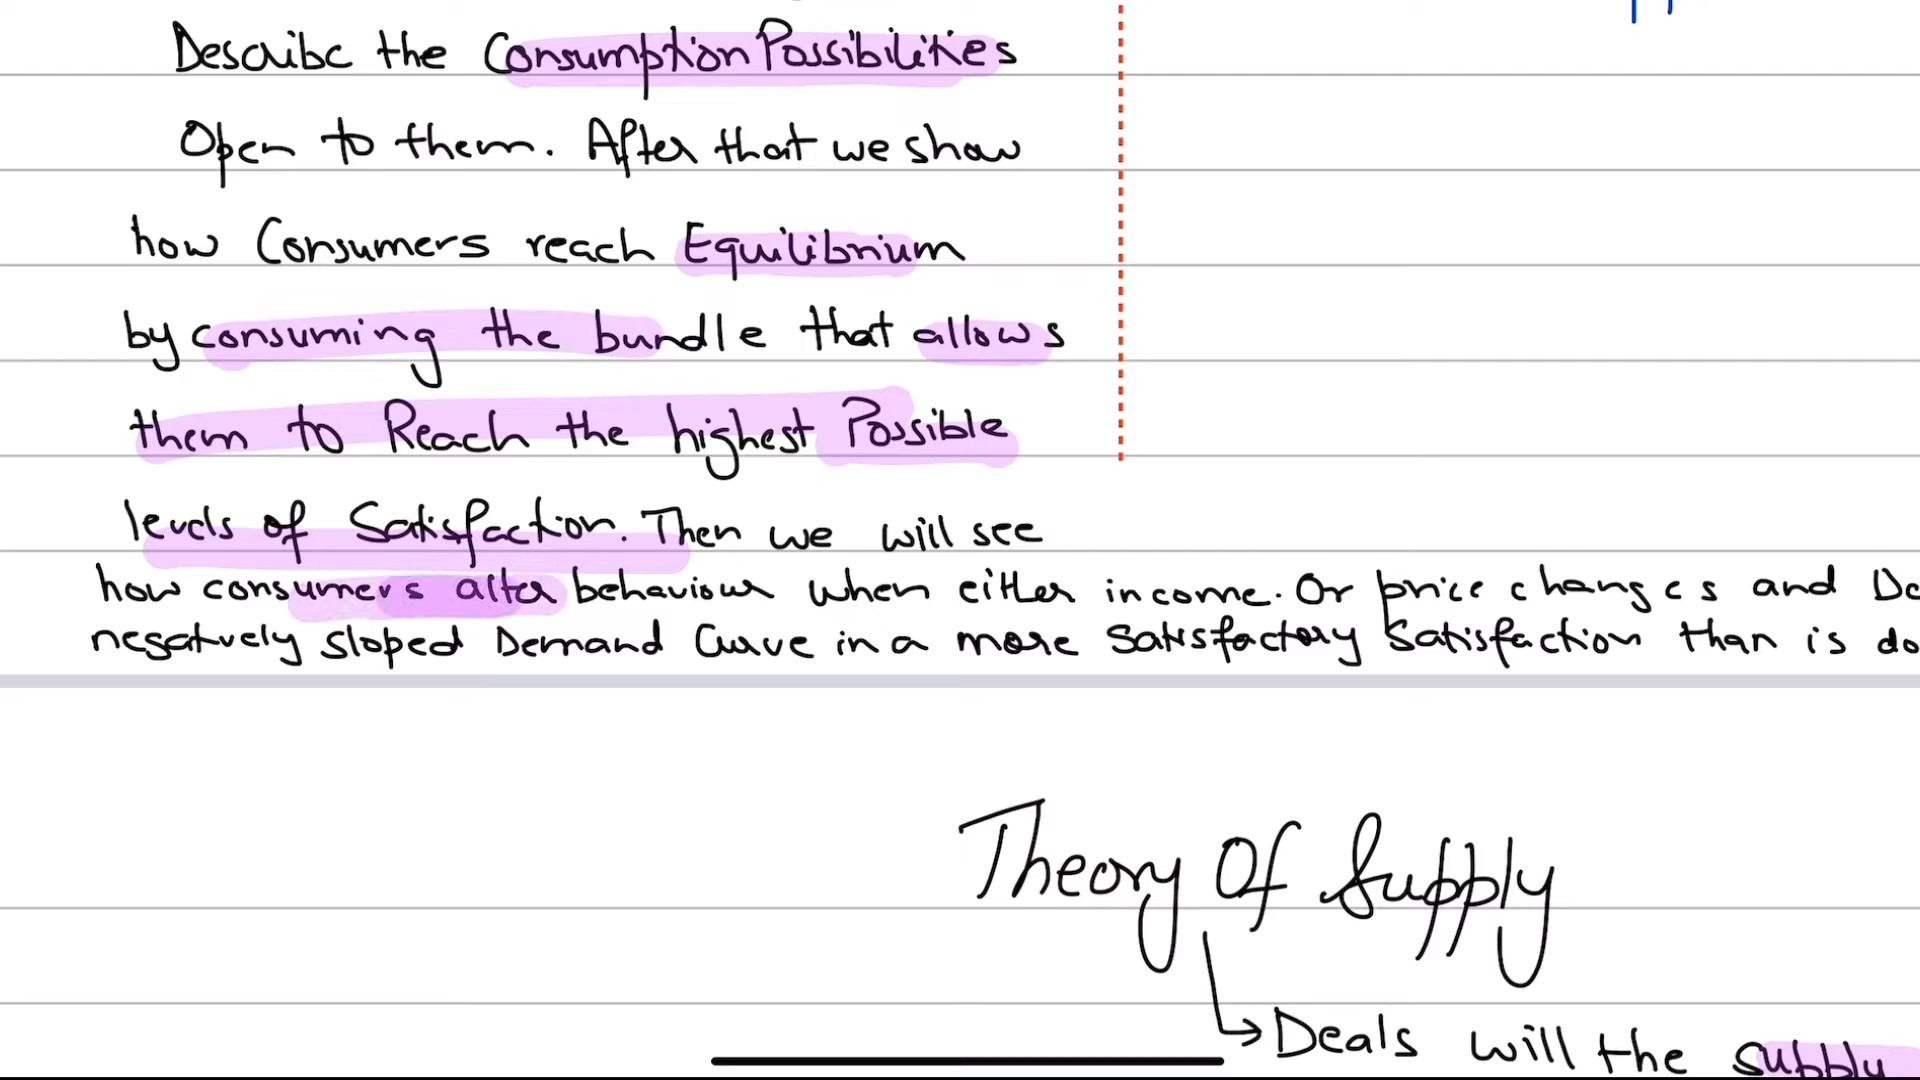 Describe the Consumption Possibilities
Open to them. After that we show
how Consumers reach Equilibrium
by consuming the bundle that allows
them to Reach the highest Possible
levels of Satisfaction. Then we will see
how consumers alter behaviour when either income. Or price changes and De
negatively sloped Demand Curve in a more Satisfactory Satisfaction than is do
Theory Of Supply
→ Deals will the supply